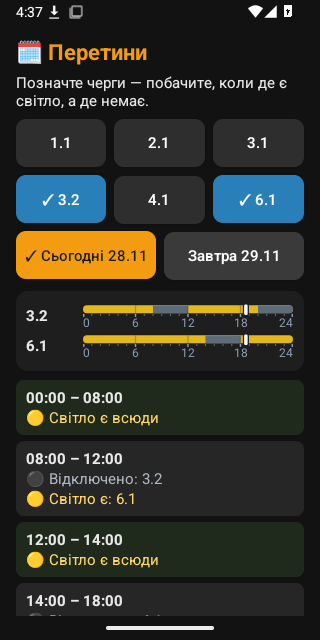 4:37
🗓️ Перетини
Позначте черги — побачите, коли де є
світло, а де немає.
1.1 2.1 3.1
✓ 3.2 4.1 ✓ 6.1
✓ Сьогодні 28.11 Завтра 29.11
3.2
0 6 12 18 24
6.1
0 6 12 18 24
00:00 – 08:00
🟡 Світло є всюди
08:00 – 12:00
⚫ Відключено: 3.2
🟡 Світло є: 6.1
12:00 – 14:00
🟡 Світло є всюди
14:00 – 18:00